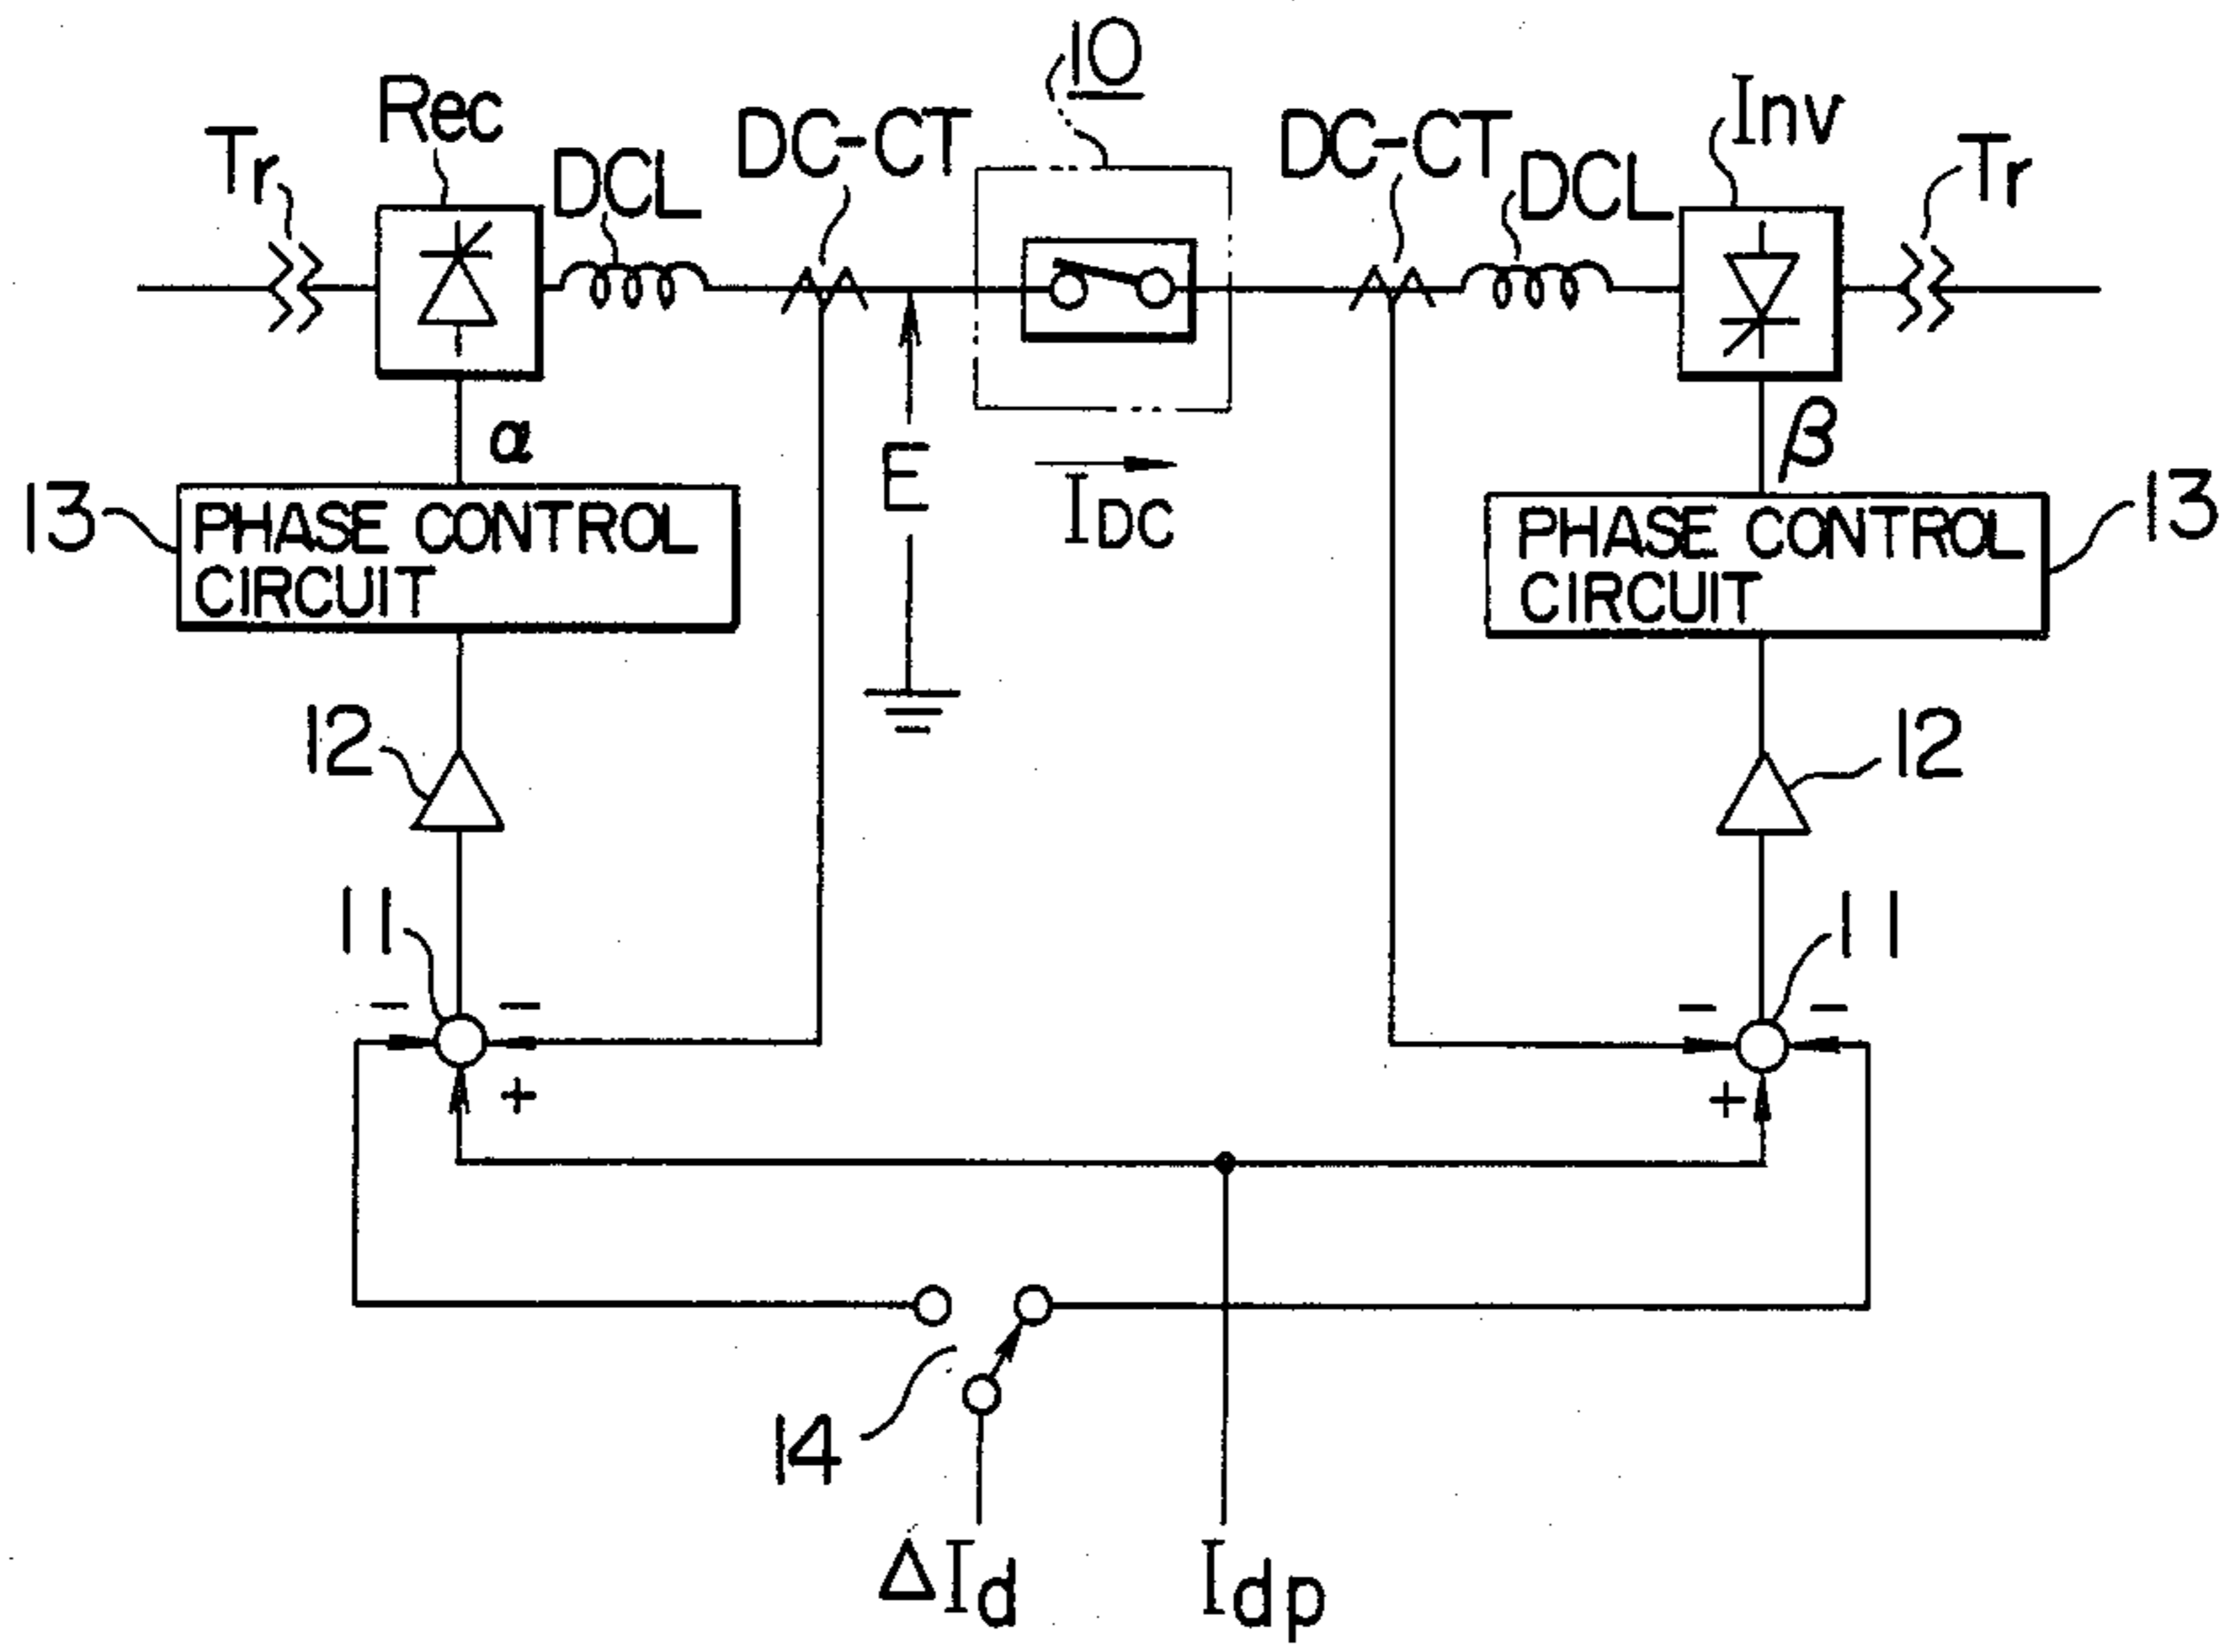 10
Rec
Inv
Tr
DCL
DC-CT
DC-CT
DCL
Tr
α
E
I_DC
β
13
PHASE CONTROL
CIRCUIT
PHASE CONTROL
CIRCUIT
13
12
12
11
11
−
−
−
−
+
+
14
ΔId
Idp